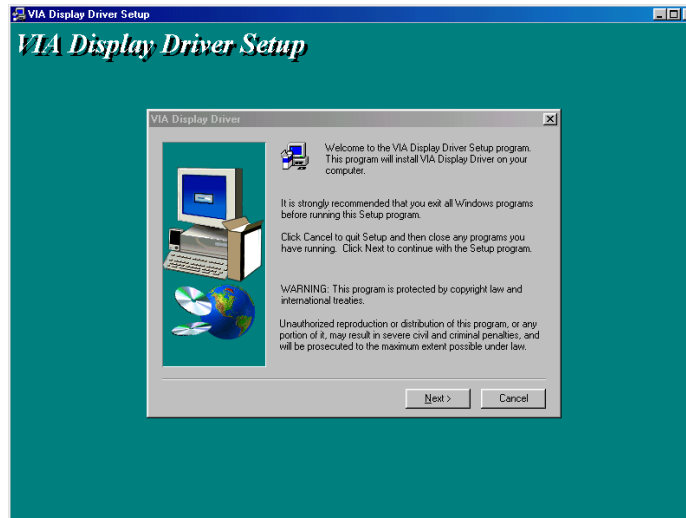 VIA Display Driver Setup
VIA Display Driver Setup
VIA Display Driver
Welcome to the VIA Display Driver Setup program.
This program will install VIA Display Driver on your
computer.
It is strongly recommended that you exit all Windows programs
before running this Setup program.
Click Cancel to quit Setup and then close any programs you
have running.  Click Next to continue with the Setup program.
WARNING: This program is protected by copyright law and
international treaties.
Unauthorized reproduction or distribution of this program, or any
portion of it, may result in severe civil and criminal penalties, and
will be prosecuted to the maximum extent possible under law.
Next >
Cancel